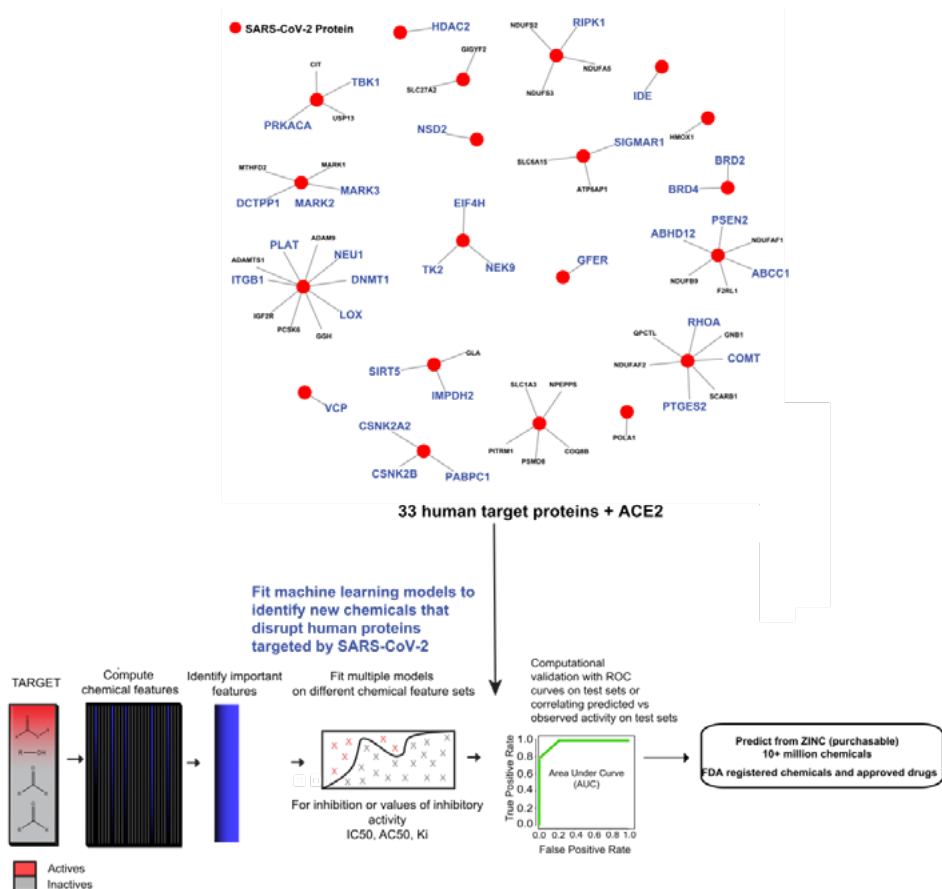 SARS-CoV-2 Protein
HDAC2
GIGYF2
SLC27A2
NDUFS2
RIPK1
NDUFA5
NDUFS3
IDE
CIT
TBK1
USP13
PRKACA
NSD2
HMOX1
SIGMAR1
SLC6A15
ATP6AP1
BRD2
BRD4
MTHFD2
MARK1
MARK3
DCTPP1
MARK2
EIF4H
TK2
NEK9
PSEN2
ABHD12
NDUFAF1
ABCC1
NDUFB9
F2RL1
PLAT
ADAM9
ADAMTS1
NEU1
ITGB1
DNMT1
LOX
IGF2R
PCSK6
GGH
GFER
RHOA
QPCTL
GNB1
NDUFAF2
COMT
SCARB1
PTGES2
GLA
SIRT5
IMPDH2
VCP
SLC1A3
NPEPPS
PITRM1
COQ8B
PSMD8
POLA1
CSNK2A2
CSNK2B
PABPC1
33 human target proteins + ACE2
Fit machine learning models to
identify new chemicals that
disrupt human proteins
targeted by SARS-CoV-2
TARGET
Compute
chemical features
Identify important
features
Fit multiple models
on different chemical feature sets
For inhibition or values of inhibitory
activity
IC50, AC50, Ki
Computational
validation with ROC
curves on test sets or
correlating predicted vs
observed activity on test sets
True Positive Rate
1.0
0.8
0.6
0.4
0.2
0.0
Area Under Curve
(AUC)
0.0 0.2 0.4 0.6 0.8 1.0
False Positive Rate
Predict from ZINC (purchasable)
10+ million chemicals
FDA registered chemicals and approved drugs
Actives
Inactives